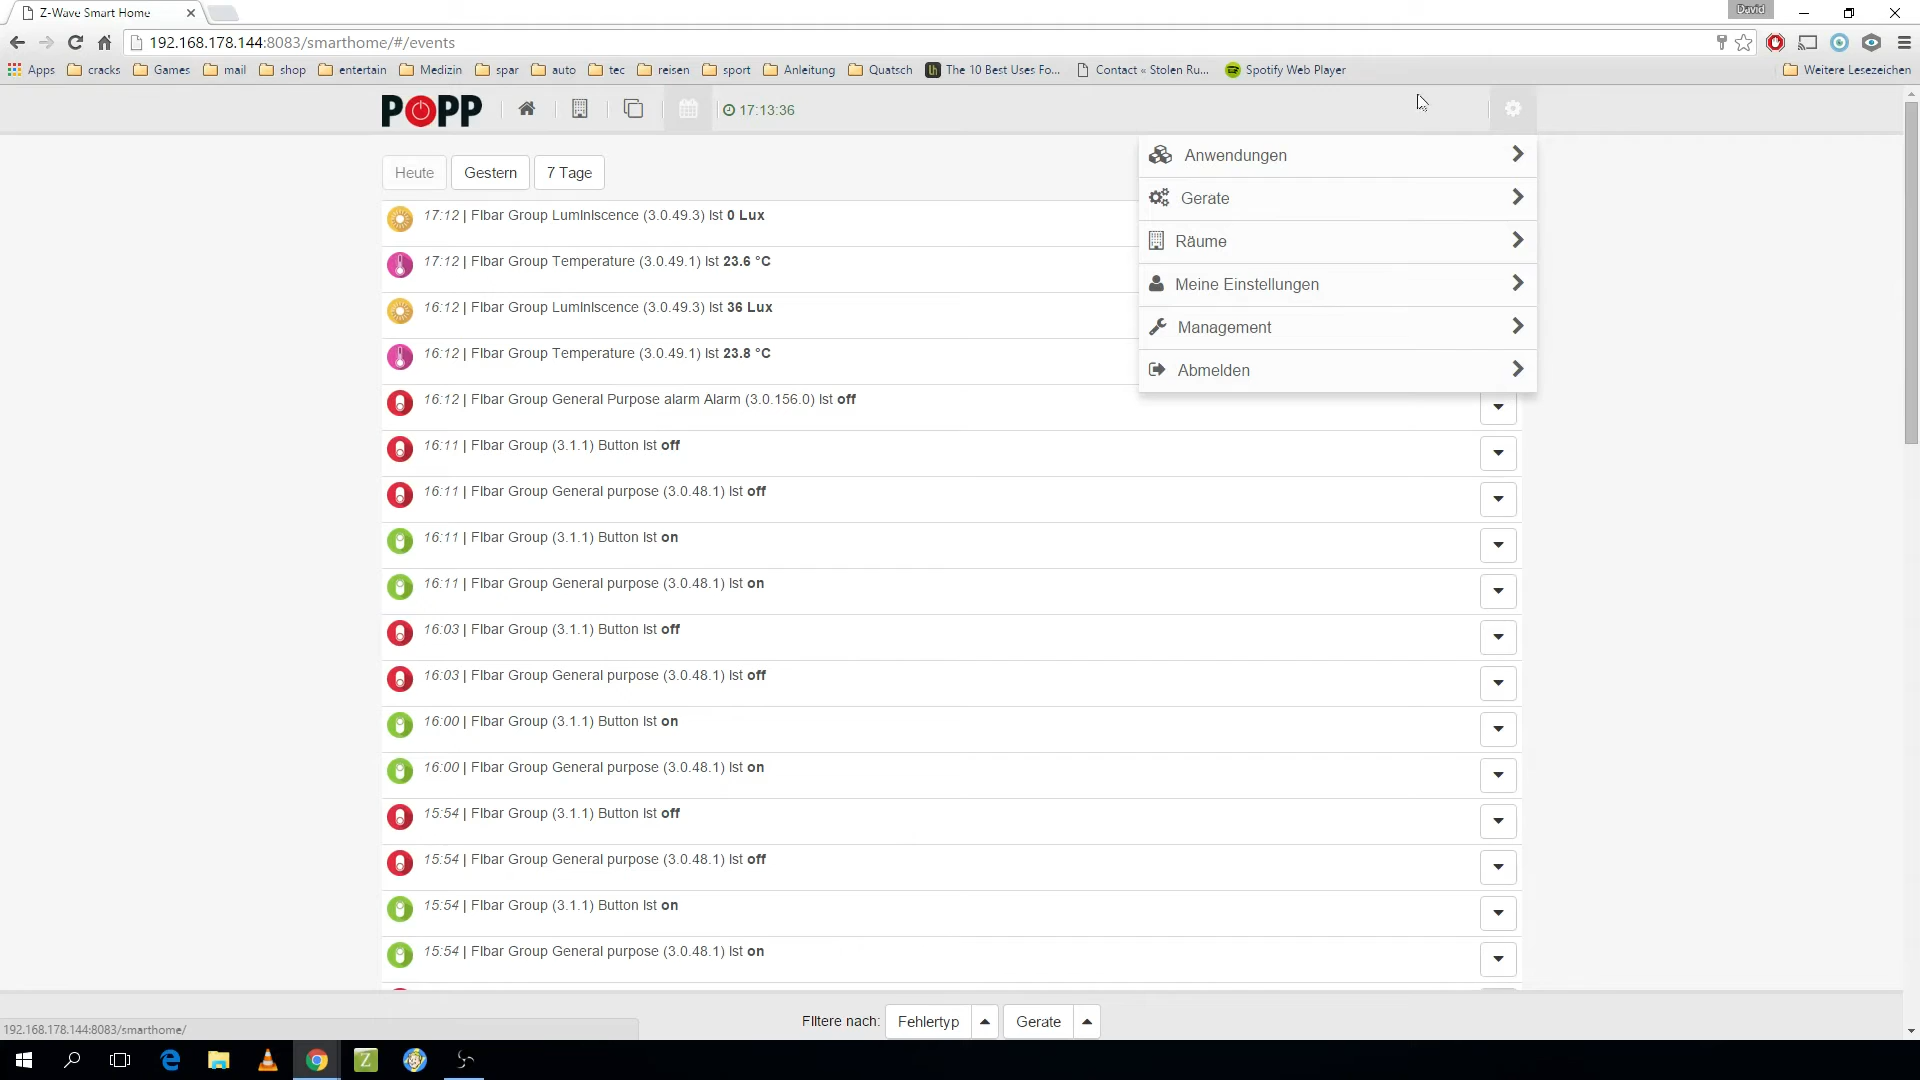 Z-Wave Smart Home
David
192.168.178.144:8083/smarthome/#/events
Apps cracks Games mail shop entertain Medizin spar auto tec reisen sport Anleitung Quatsch The 10 Best Uses Fo... Contact « Stolen Ru... Spotify Web Player Weitere Lesezeichen
POPP 17:13:36
Heute Gestern 7 Tage
Anwendungen
Gerate
Räume
Meine Einstellungen
Management
Abmelden
17:12 | FIbar Group Luminiscence (3.0.49.3) Ist 0 Lux
17:12 | FIbar Group Temperature (3.0.49.1) Ist 23.6 °C
16:12 | FIbar Group Luminiscence (3.0.49.3) Ist 36 Lux
16:12 | FIbar Group Temperature (3.0.49.1) Ist 23.8 °C
16:12 | FIbar Group General Purpose alarm Alarm (3.0.156.0) Ist off
16:11 | FIbar Group (3.1.1) Button Ist off
16:11 | FIbar Group General purpose (3.0.48.1) Ist off
16:11 | FIbar Group (3.1.1) Button Ist on
16:11 | FIbar Group General purpose (3.0.48.1) Ist on
16:03 | FIbar Group (3.1.1) Button Ist off
16:03 | FIbar Group General purpose (3.0.48.1) Ist off
16:00 | FIbar Group (3.1.1) Button Ist on
16:00 | FIbar Group General purpose (3.0.48.1) Ist on
15:54 | FIbar Group (3.1.1) Button Ist off
15:54 | FIbar Group General purpose (3.0.48.1) Ist off
15:54 | FIbar Group (3.1.1) Button Ist on
15:54 | FIbar Group General purpose (3.0.48.1) Ist on
Filtere nach: Fehlertyp Gerate
192.168.178.144:8083/smarthome/